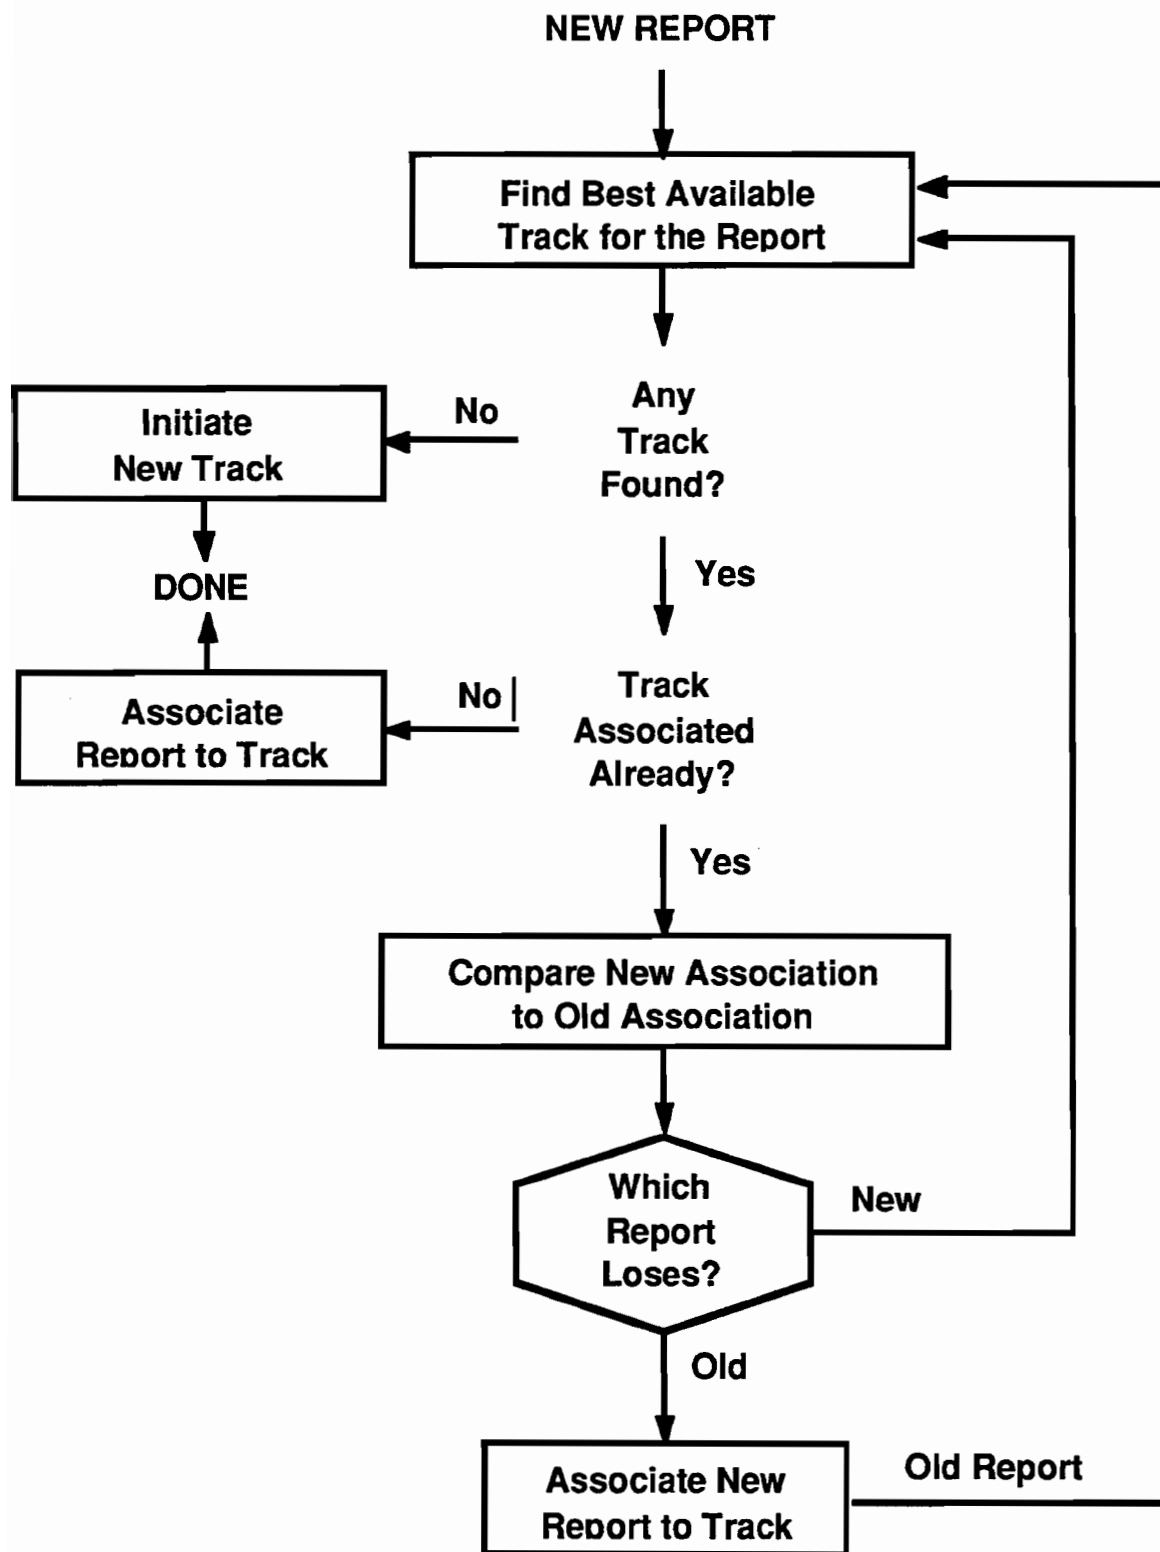 NEW REPORT
Find Best Available
Track for the Report
Any
Track
Found?
No
Initiate
New Track
DONE
Yes
Track
Associated
Already?
No
Associate
Report to Track
Yes
Compare New Association
to Old Association
Which
Report
Loses?
New
Old
Associate New
Report to Track
Old Report